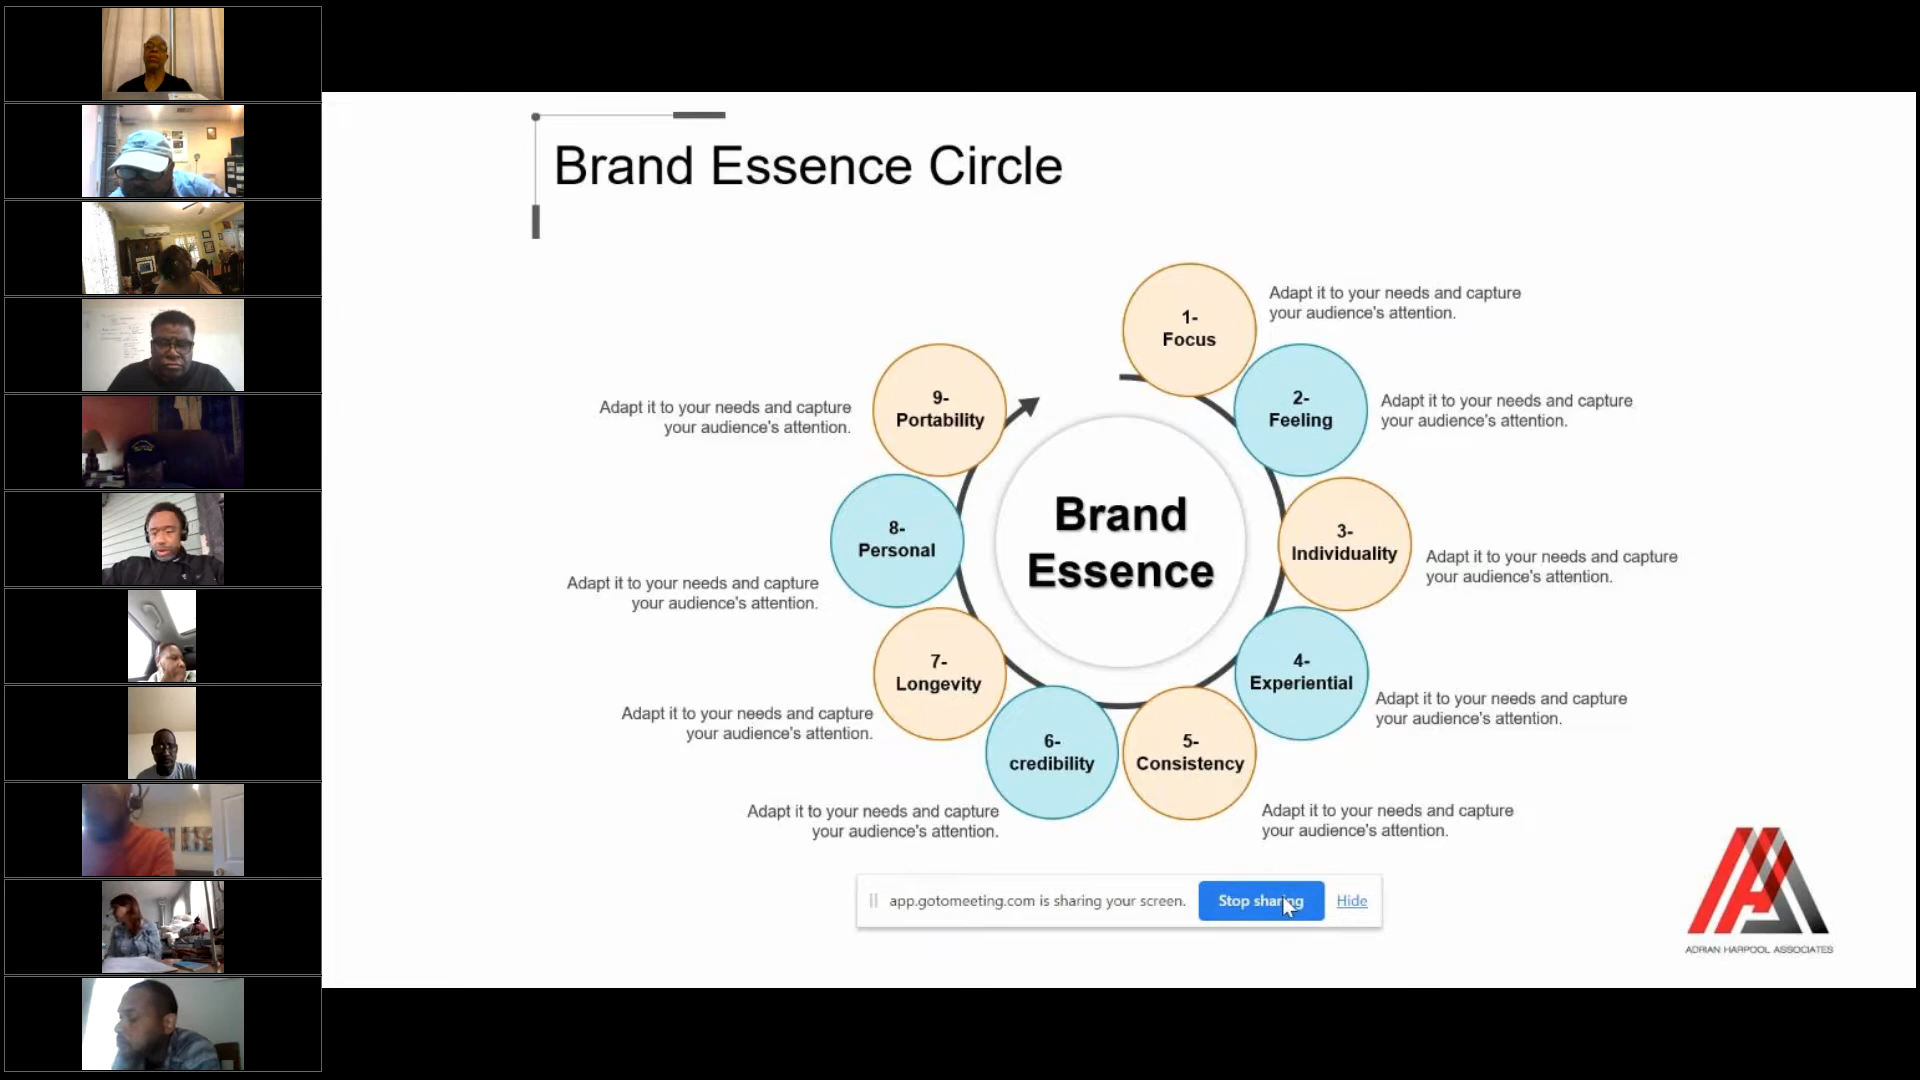 Brand Essence Circle
1-
Focus
Adapt it to your needs and capture
your audience's attention.
2-
Feeling
Adapt it to your needs and capture
your audience's attention.
3-
Individuality
Adapt it to your needs and capture
your audience's attention.
4-
Experiential
Adapt it to your needs and capture
your audience's attention.
5-
Consistency
Adapt it to your needs and capture
your audience's attention.
6-
credibility
Adapt it to your needs and capture
your audience's attention.
7-
Longevity
Adapt it to your needs and capture
your audience's attention.
8-
Personal
Adapt it to your needs and capture
your audience's attention.
9-
Portability
Adapt it to your needs and capture
your audience's attention.
Brand
Essence
app.gotomeeting.com is sharing your screen.
Stop sharing
Hide
ADRIAN HARPOOL ASSOCIATES